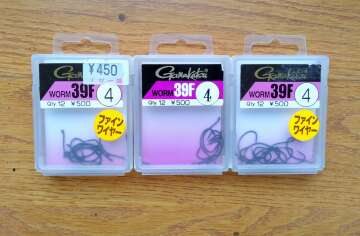 Gamakatsu
¥450
WORM 39F 4
Qty. 12 ¥500
ファイン
ワイヤー
Gamakatsu
WORM 39F 4
Qty. 12 ¥500
Gamakatsu
WORM 39F 4
Qty. 12 ¥500
ファイン
ワイヤー